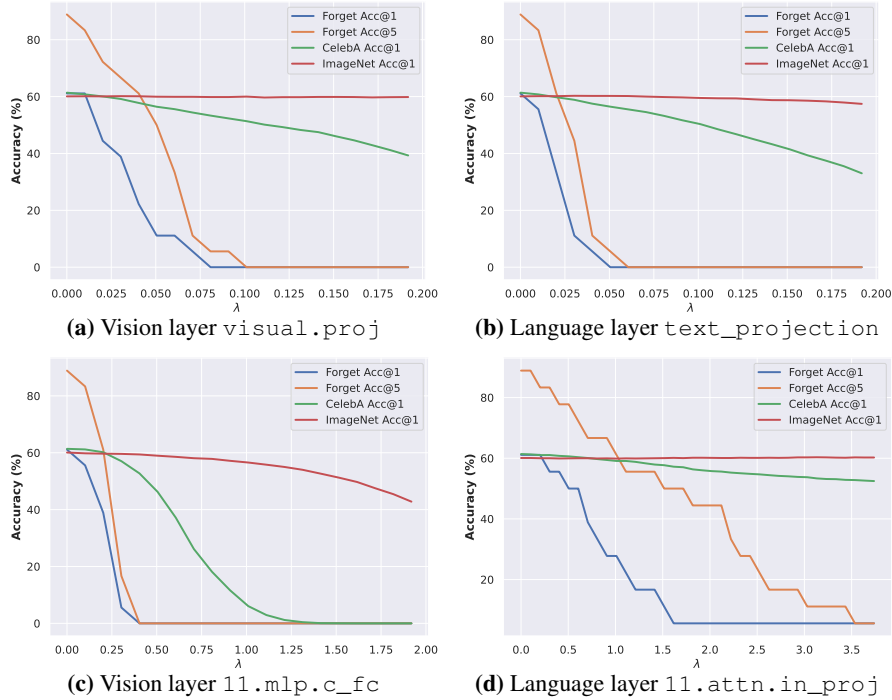 Forget Acc@1
Forget Acc@5
CelebA Acc@1
ImageNet Acc@1
Accuracy (%)
80
60
40
20
0
0.000 0.025 0.050 0.075 0.100 0.125 0.150 0.175 0.200
λ
(a) Vision layer visual.proj
Forget Acc@1
Forget Acc@5
CelebA Acc@1
ImageNet Acc@1
Accuracy (%)
80
60
40
20
0
0.000 0.025 0.050 0.075 0.100 0.125 0.150 0.175 0.200
λ
(b) Language layer text_projection
Forget Acc@1
Forget Acc@5
CelebA Acc@1
ImageNet Acc@1
Accuracy (%)
80
60
40
20
0
0.00 0.25 0.50 0.75 1.00 1.25 1.50 1.75 2.00
λ
(c) Vision layer 11.mlp.c_fc
Forget Acc@1
Forget Acc@5
CelebA Acc@1
ImageNet Acc@1
Accuracy (%)
80
60
40
20
0.0 0.5 1.0 1.5 2.0 2.5 3.0 3.5
λ
(d) Language layer 11.attn.in_proj